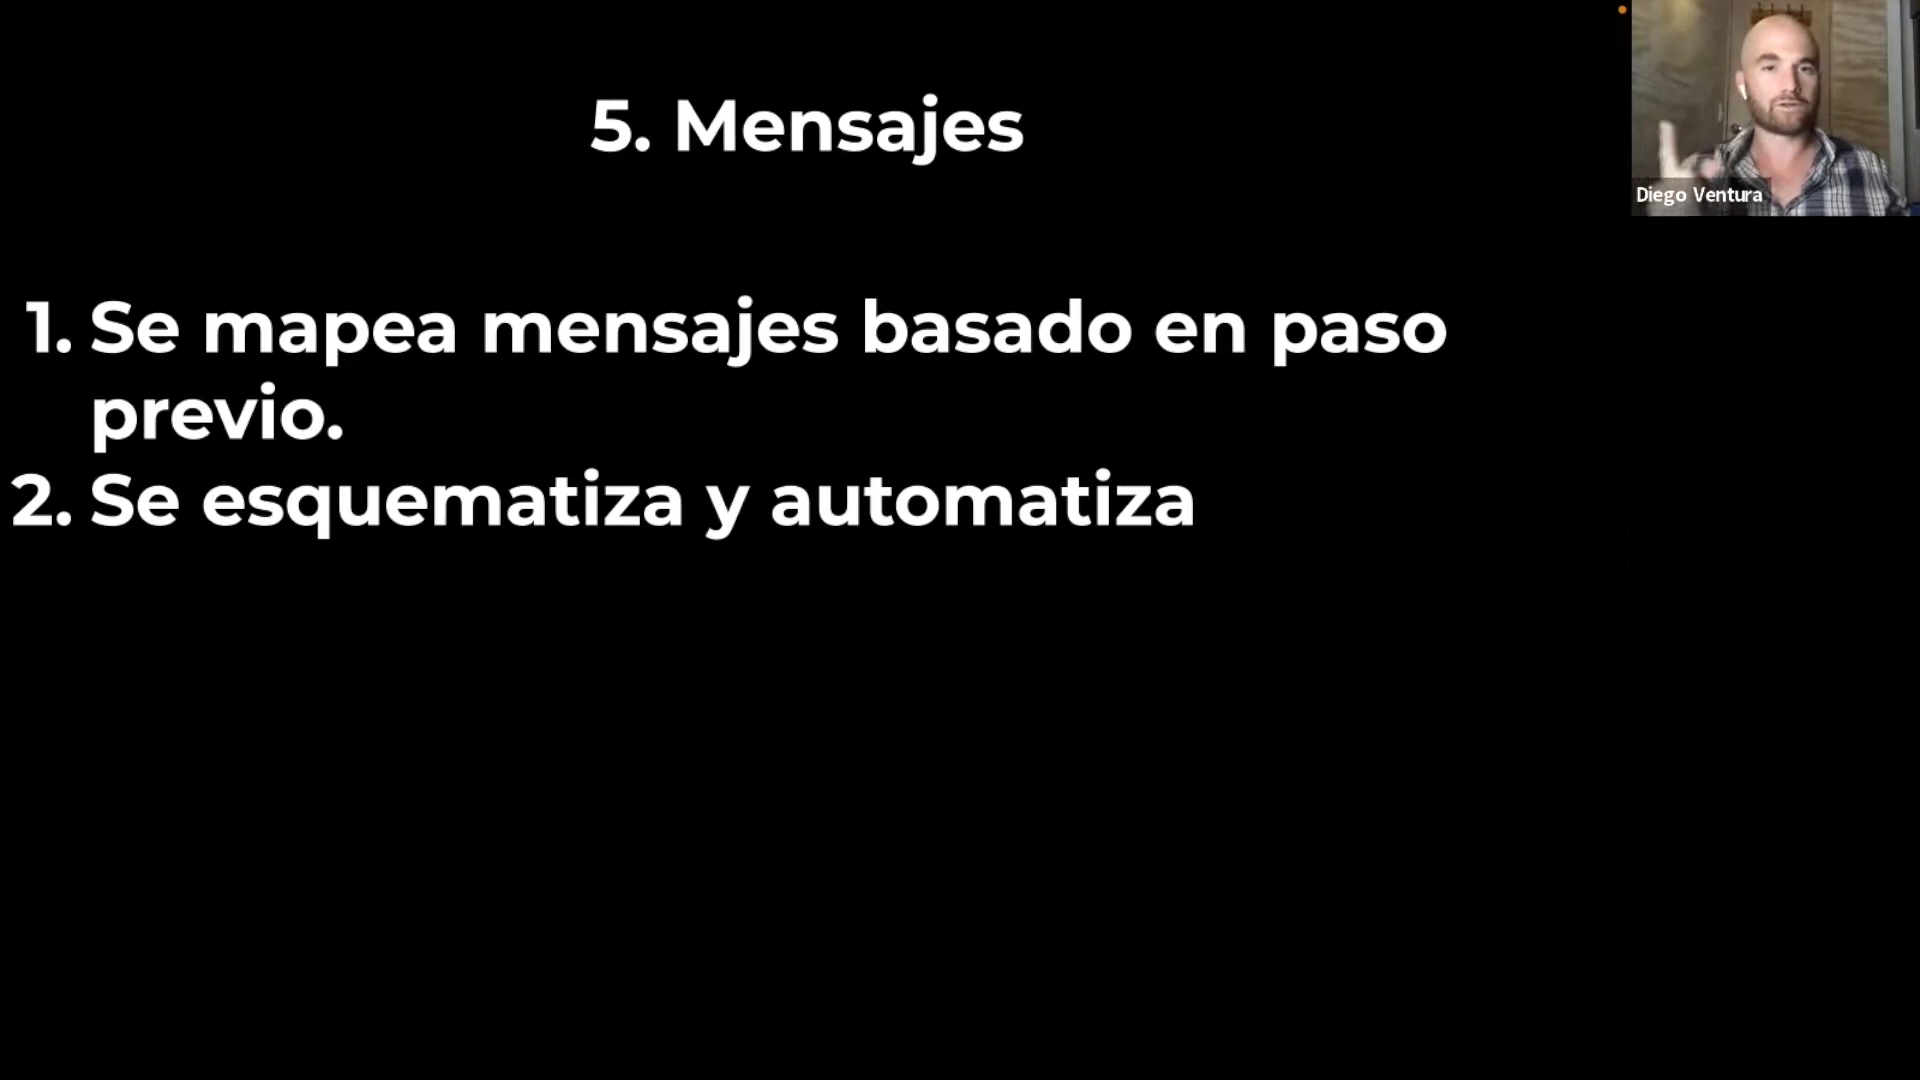 5. Mensajes
1. Se mapea mensajes basado en paso
previo.
2. Se esquematiza y automatiza
Diego Ventura